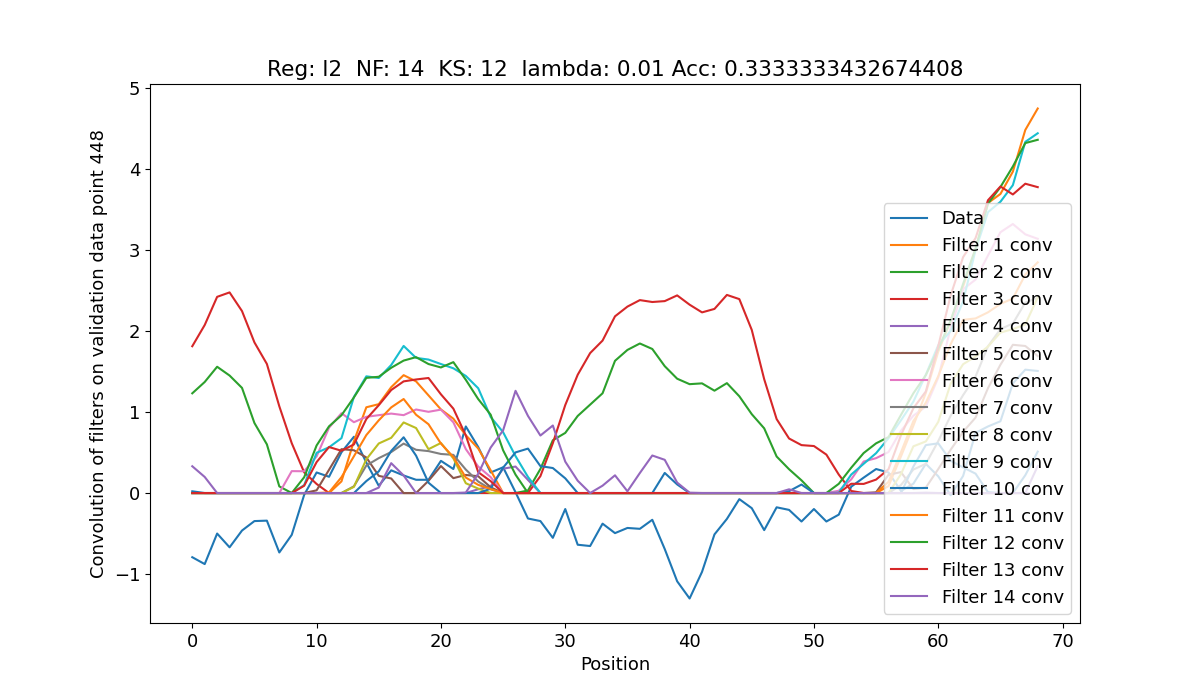 Reg: l2  NF: 14  KS: 12  lambda: 0.01 Acc: 0.3333333432674408
Convolution of filters on validation data point 448
5
4
3
2
1
0
−1
Data
Filter 1 conv
Filter 2 conv
Filter 3 conv
Filter 4 conv
Filter 5 conv
Filter 6 conv
Filter 7 conv
Filter 8 conv
Filter 9 conv
Filter 10 conv
Filter 11 conv
Filter 12 conv
Filter 13 conv
Filter 14 conv
0 10 20 30 40 50 60 70
Position